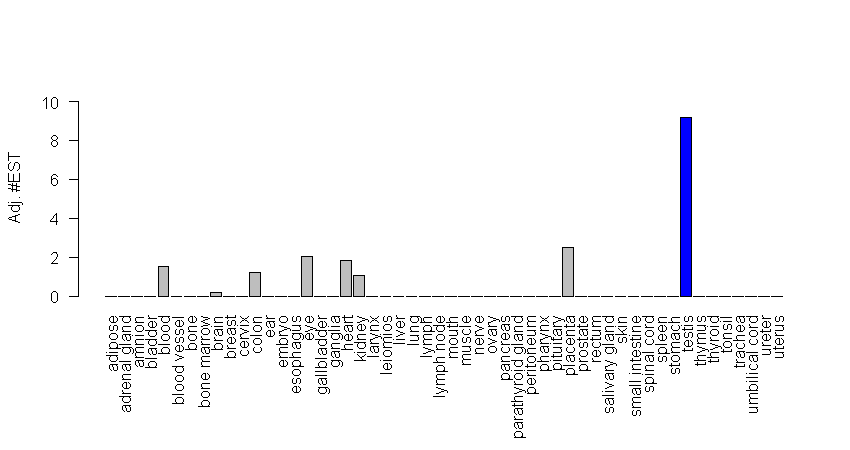 Adj. #EST
10
8
6
4
2
0
adipose
adrenal gland
amnion
bladder
blood
blood vessel
bone
bone marrow
brain
breast
cervix
colon
ear
embryo
esophagus
eye
gallbladder
ganglia
heart
kidney
larynx
leiomios
liver
lung
lymph
lymph node
mouth
muscle
nerve
ovary
pancreas
parathyroid gland
peritoneum
pharynx
pituitary
placenta
prostate
rectum
salivary gland
skin
small intestine
spinal cord
spleen
stomach
testis
thymus
thyroid
tonsil
trachea
umbilical cord
ureter
uterus